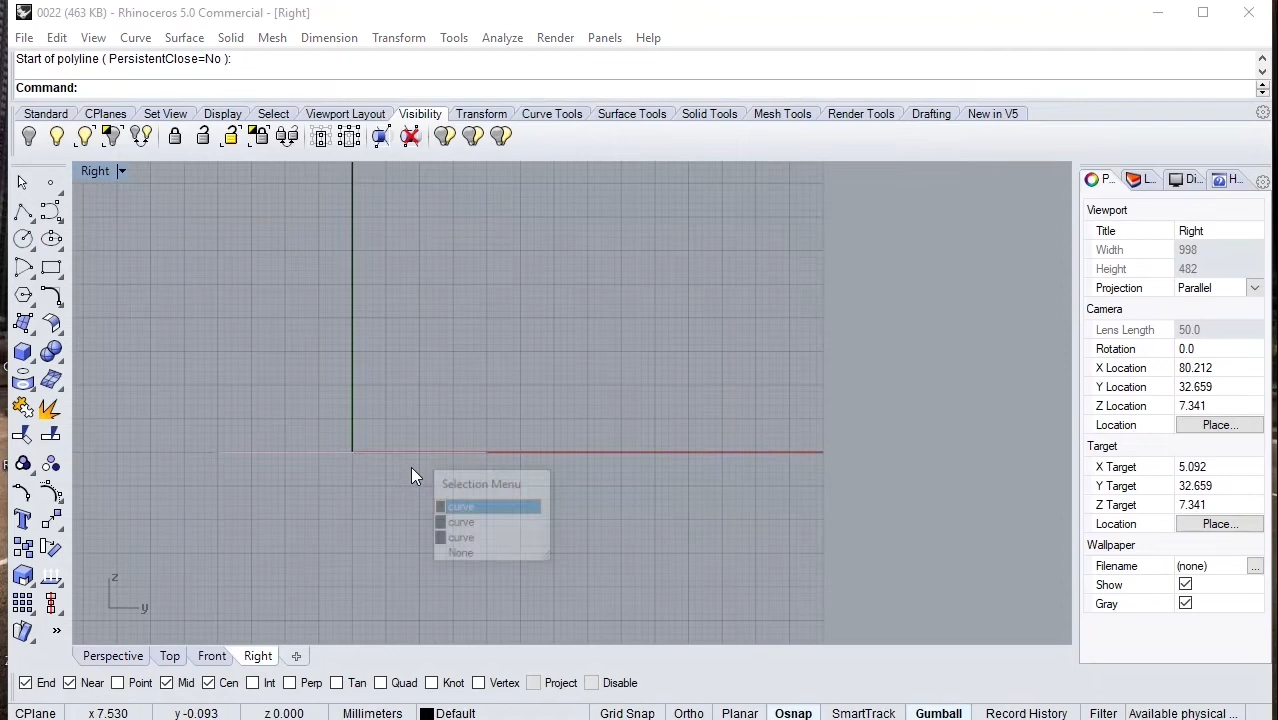 0022 (463 KB) - Rhinoceros 5.0 Commercial - [Right]
File Edit View Curve Surface Solid Mesh Dimension Transform Tools Analyze Render Panels Help
Start of polyline ( PersistentClose=No ):
Command:
Standard CPlanes Set View Display Select Viewport Layout Visibility Transform Curve Tools Surface Tools Solid Tools Mesh Tools Render Tools Drafting New in V5
Right
P... L... Di... H...
Viewport
Title Right
Width 998
Height 482
Projection Parallel
Camera
Lens Length 50.0
Rotation 0.0
X Location 80.212
Y Location 32.659
Z Location 7.341
Location Place...
Target
X Target 5.092
Y Target 32.659
Z Target 7.341
Location Place...
Wallpaper
Filename (none) ...
Show
Gray
Selection Menu
curve
curve
curve
None
z
y
Perspective Top Front Right
End Near Point Mid Cen Int Perp Tan Quad Knot Vertex Project Disable
CPlane x 7.530 y -0.093 z 0.000 Millimeters Default Grid Snap Ortho Planar Osnap SmartTrack Gumball Record History Filter Available physical ...